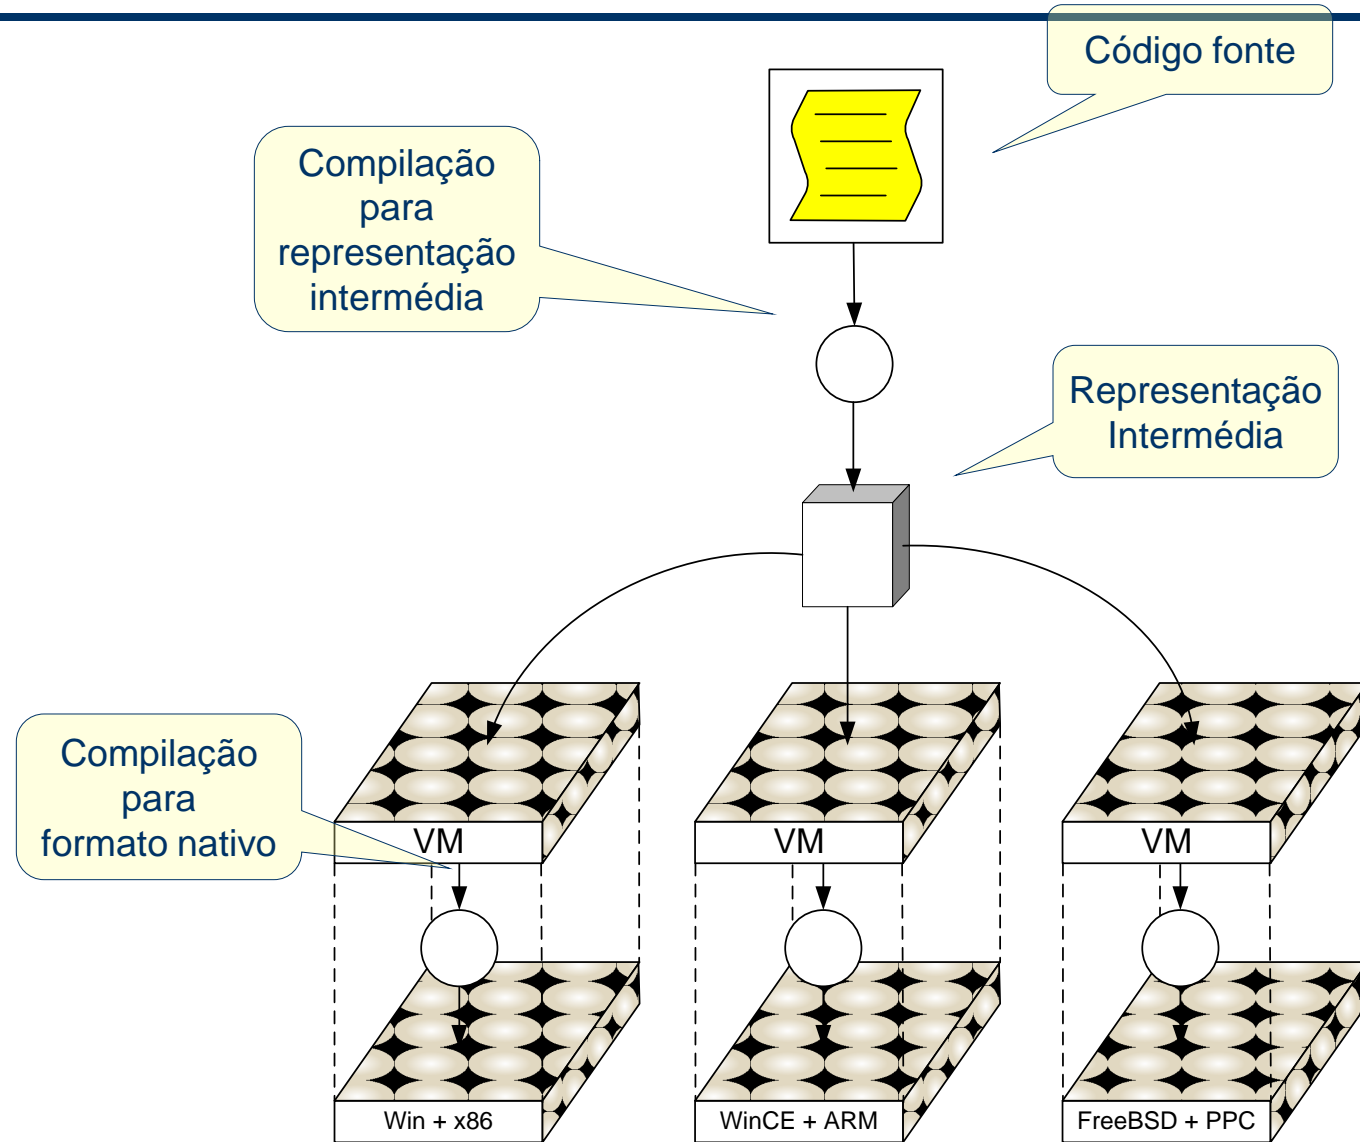 Código fonte
Compilação
para
representação
intermédia
Representação
Intermédia
Compilação
para
formato nativo
VM
VM
VM
Win + x86
WinCE + ARM
FreeBSD + PPC